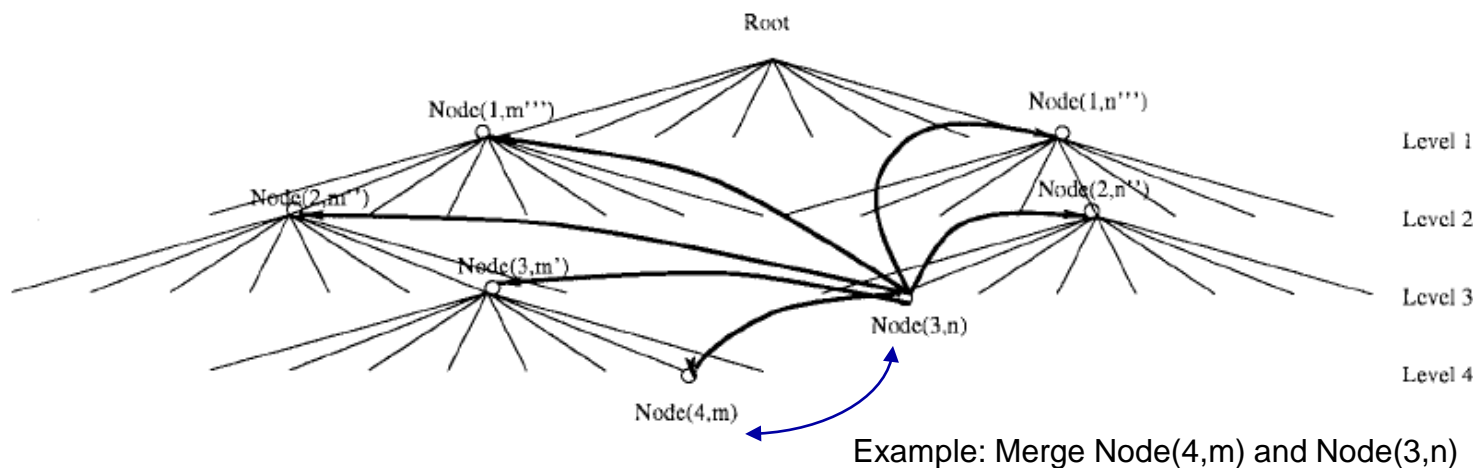 Root
Node(1,m''')
Node(1,n''')
Level 1
Node(2,m'')
Node(2,n'')
Level 2
Node(3,m')
Level 3
Node(3,n)
Level 4
Node(4,m)
Example: Merge Node(4,m) and Node(3,n)